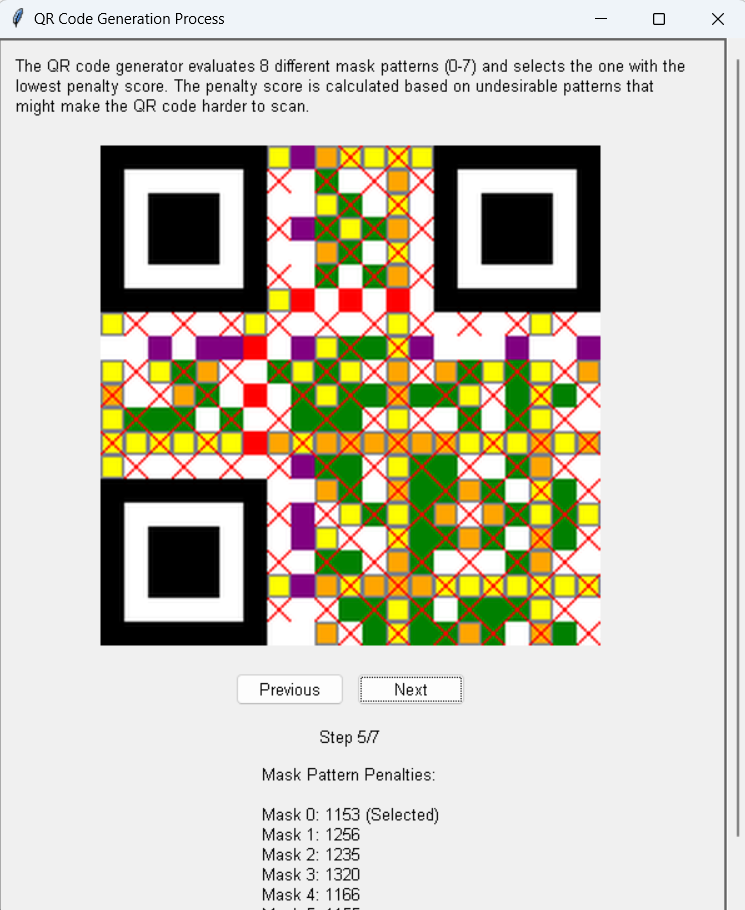 QR Code Generation Process
The QR code generator evaluates 8 different mask patterns (0-7) and selects the one with the
lowest penalty score. The penalty score is calculated based on undesirable patterns that
might make the QR code harder to scan.
Previous
Next
Step 5/7
Mask Pattern Penalties:
Mask 0: 1153 (Selected)
Mask 1: 1256
Mask 2: 1235
Mask 3: 1320
Mask 4: 1166